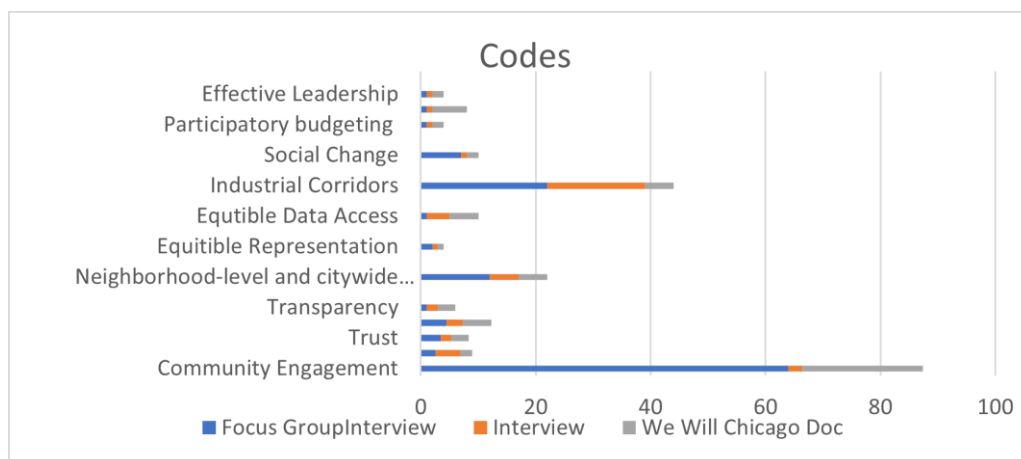 Codes
Effective Leadership
Participatory budgeting
Social Change
Industrial Corridors
Equtible Data Access
Equitible Representation
Neighborhood-level and citywide...
Transparency
Trust
Community Engagement
0 20 40 60 80 100
Focus GroupInterview Interview We Will Chicago Doc